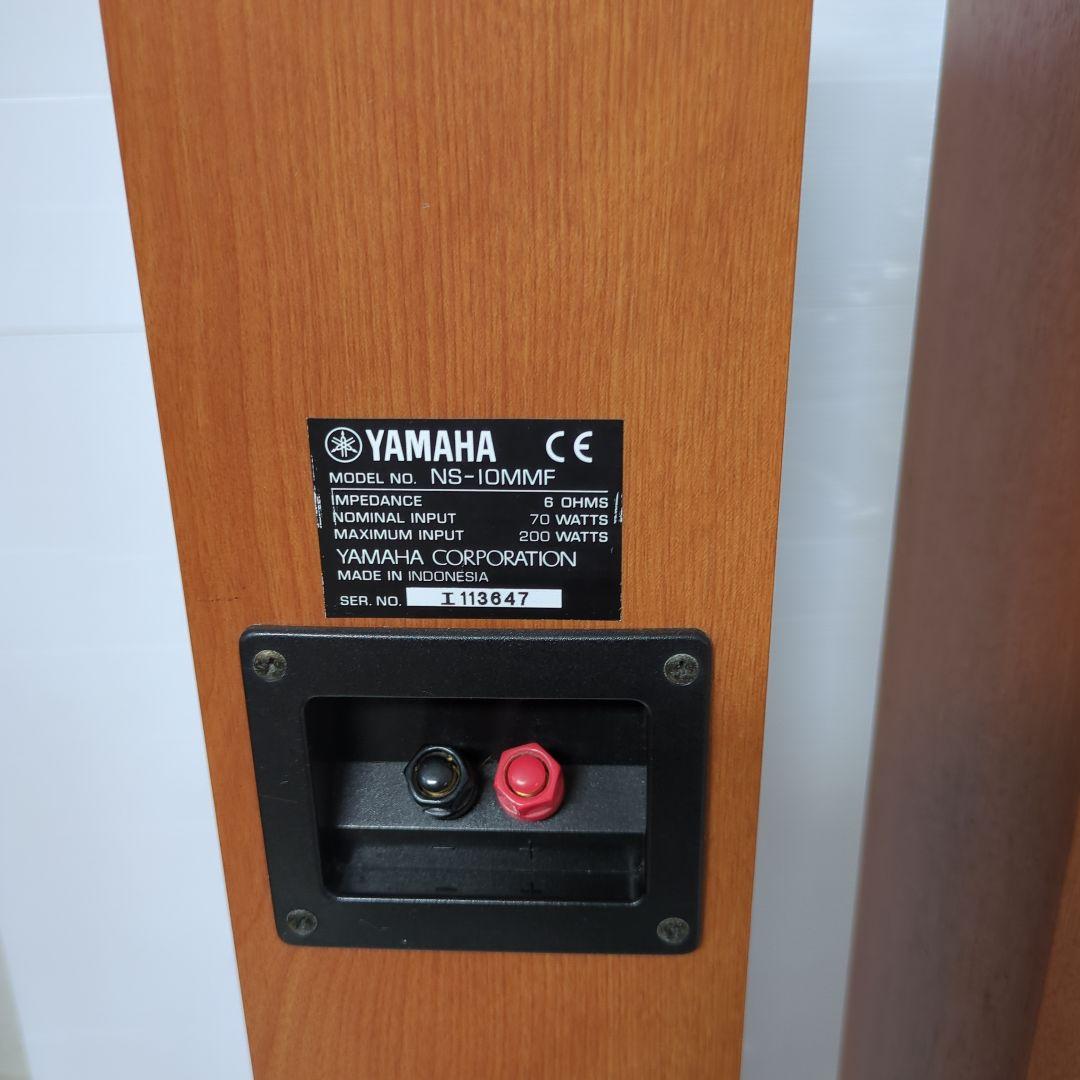 YAMAHA CE
MODEL NO. NS-10MMF
IMPEDANCE 6 OHMS
NOMINAL INPUT 70 WATTS
MAXIMUM INPUT 200 WATTS
YAMAHA CORPORATION
MADE IN INDONESIA
SER. NO. I113647
− +
− +